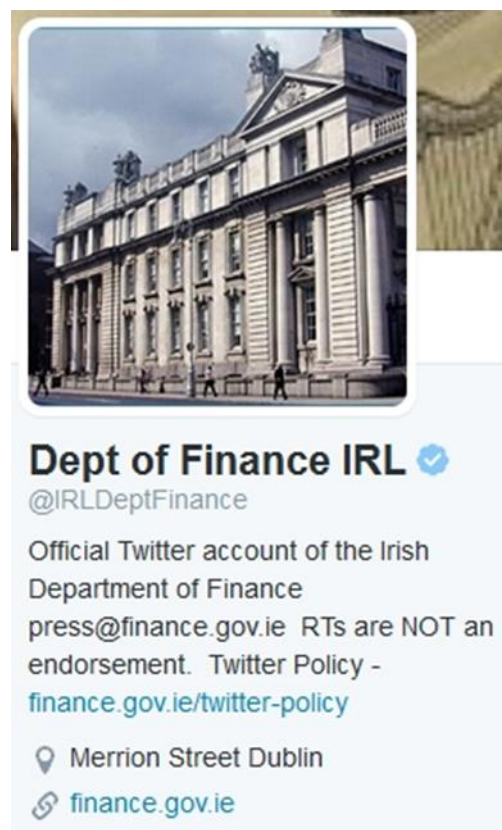 Dept of Finance IRL
@IRLDeptFinance
Official Twitter account of the Irish
Department of Finance
press@finance.gov.ie RTs are NOT an
endorsement. Twitter Policy -
finance.gov.ie/twitter-policy
Merrion Street Dublin
finance.gov.ie